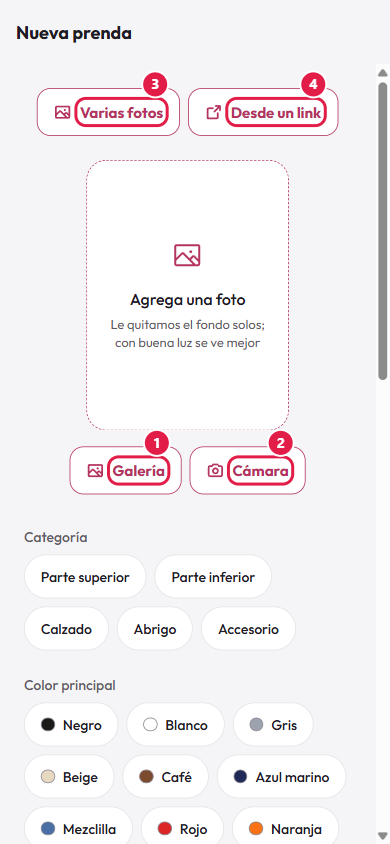 Nueva prenda
3
4
Varias fotos
Desde un link
Agrega una foto
Le quitamos el fondo solos;
con buena luz se ve mejor
1
2
Galería
Cámara
Categoría
Parte superior
Parte inferior
Calzado
Abrigo
Accesorio
Color principal
Negro
Blanco
Gris
Beige
Café
Azul marino
Mezclilla
Rojo
Naranja